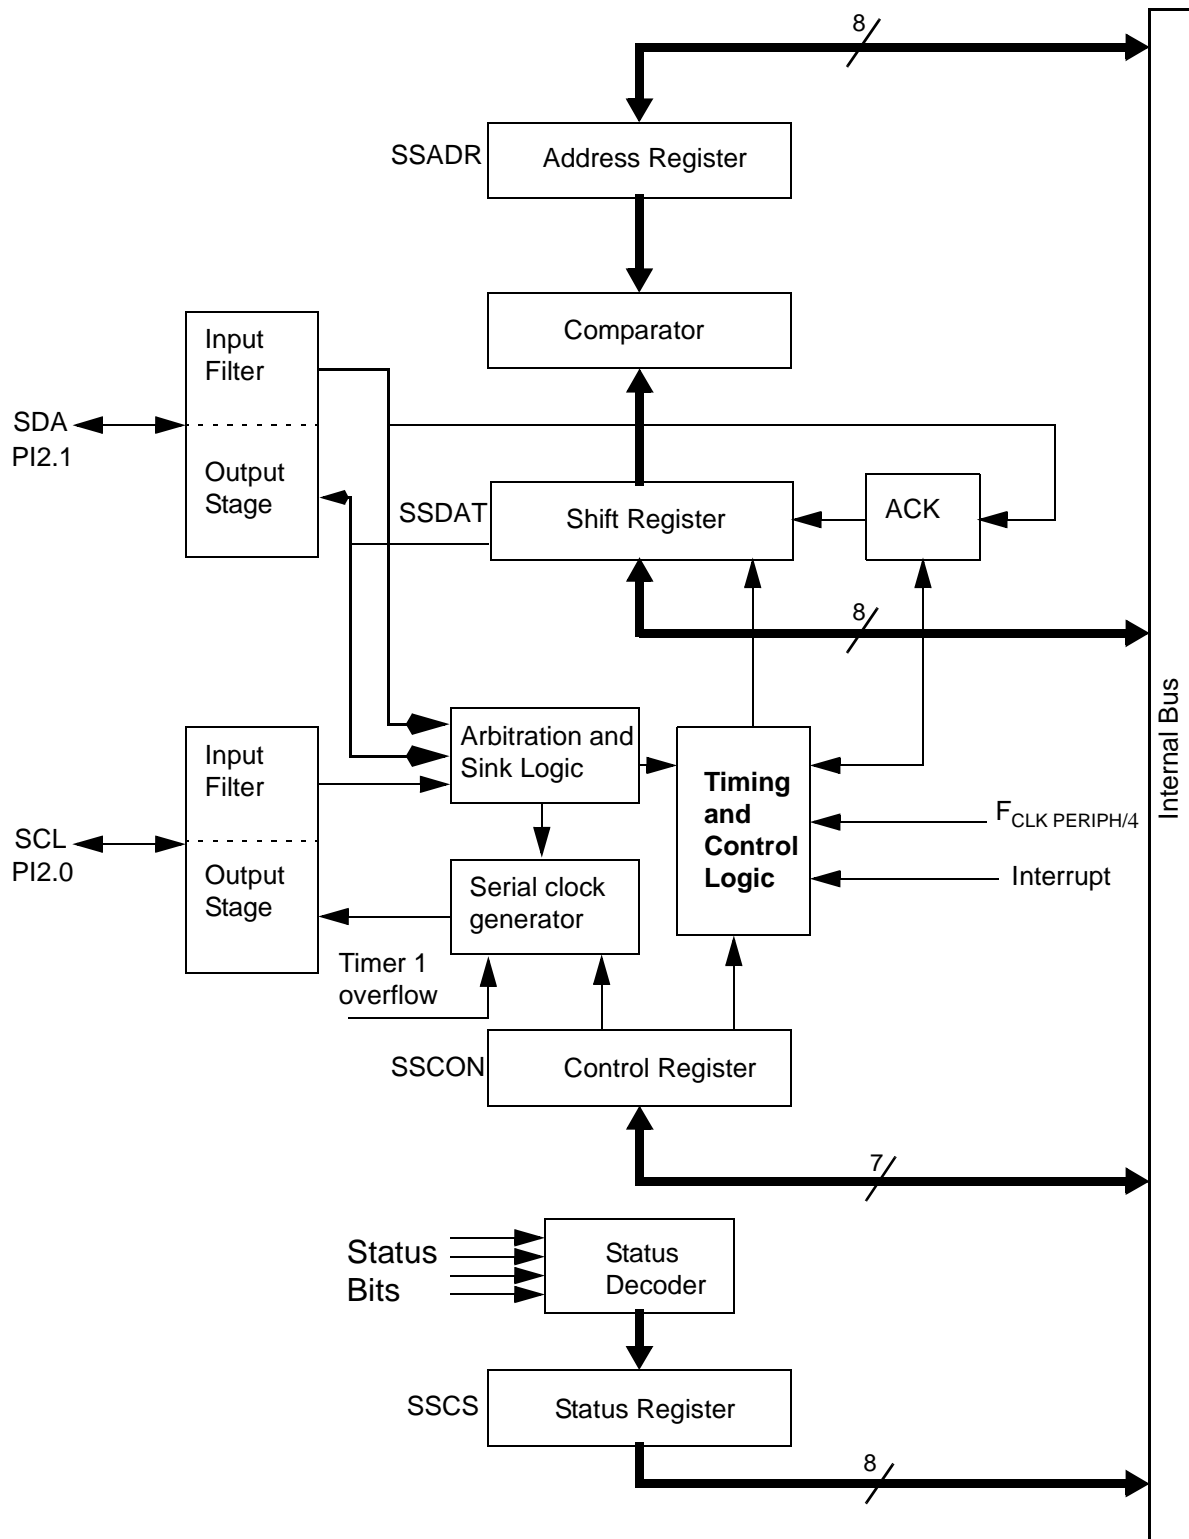 8
SSADR
Address Register
Comparator
Input
Filter
SDA
PI2.1
Output
Stage
SSDAT
Shift Register
ACK
8
Internal Bus
Arbitration and
Sink Logic
Input
Filter
Timing
and
Control
Logic
FCLK PERIPH/4
SCL
PI2.0
Output
Stage
Serial clock
generator
Interrupt
Timer 1
overflow
SSCON
Control Register
7
Status
Bits
Status
Decoder
SSCS
Status Register
8